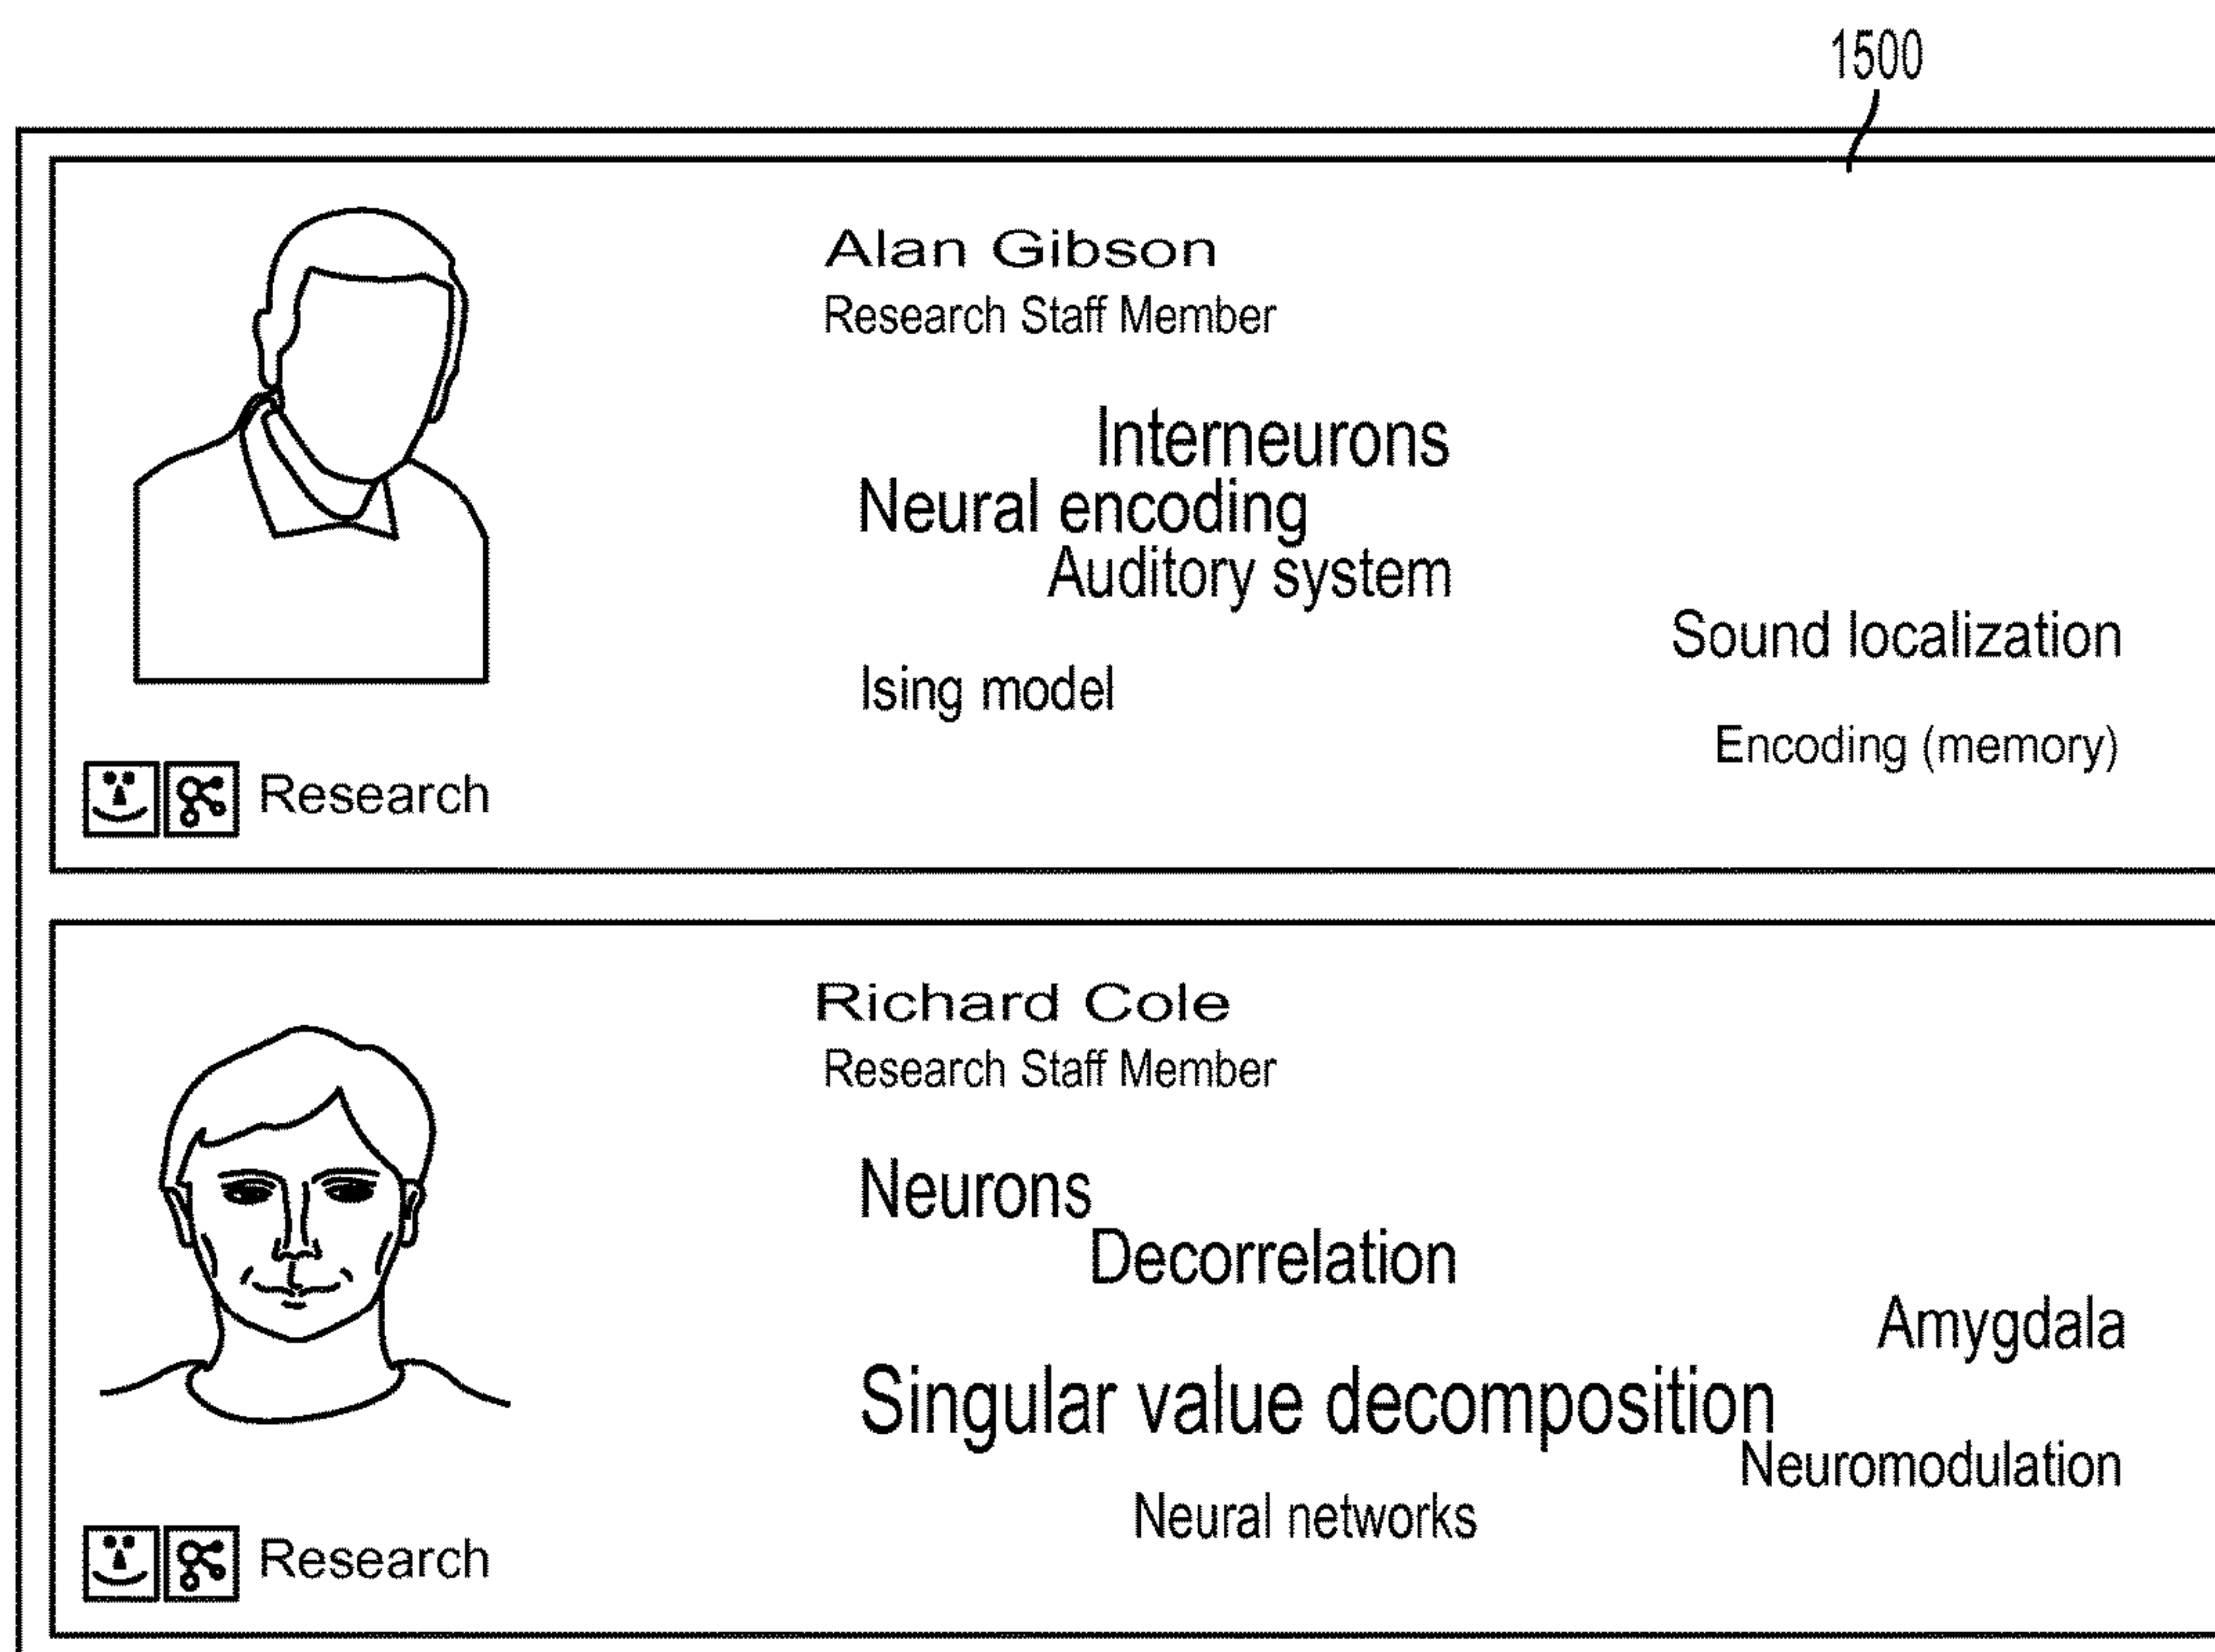 1500
Alan Gibson
Research Staff Member
Interneurons
Neural encoding
Auditory system
Sound localization
Ising model
Encoding (memory)
Research
Richard Cole
Research Staff Member
Neurons
Decorrelation
Amygdala
Singular value decomposition
Neuromodulation
Neural networks
Research